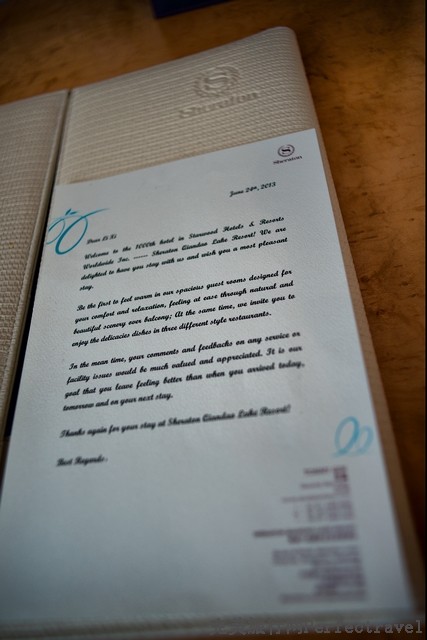 Sheraton
Sheraton
June 24th, 2013
Dear Li Xi
Welcome to the 1000th hotel in Starwood Hotels & Resorts
Worldwide Inc. —— Sheraton Qiandao Lake Resort! We are
delighted to have you stay with us and wish you a most pleasant
stay.
Be the first to feel warm in our spacious guest rooms designed for
your comfort and relaxation, feeling at ease through natural and
beautiful scenery over balcony; At the same time, we invite you to
enjoy the delicacies dishes in three different style restaurants.
In the mean time, your comments and feedbacks on any service or
facility issues would be much valued and appreciated. It is our
goal that you leave feeling better than when you arrived today,
tomorrow and on your next stay.
Thanks again for your stay at Sheraton Qiandao Lake Resort!
Best Regards,